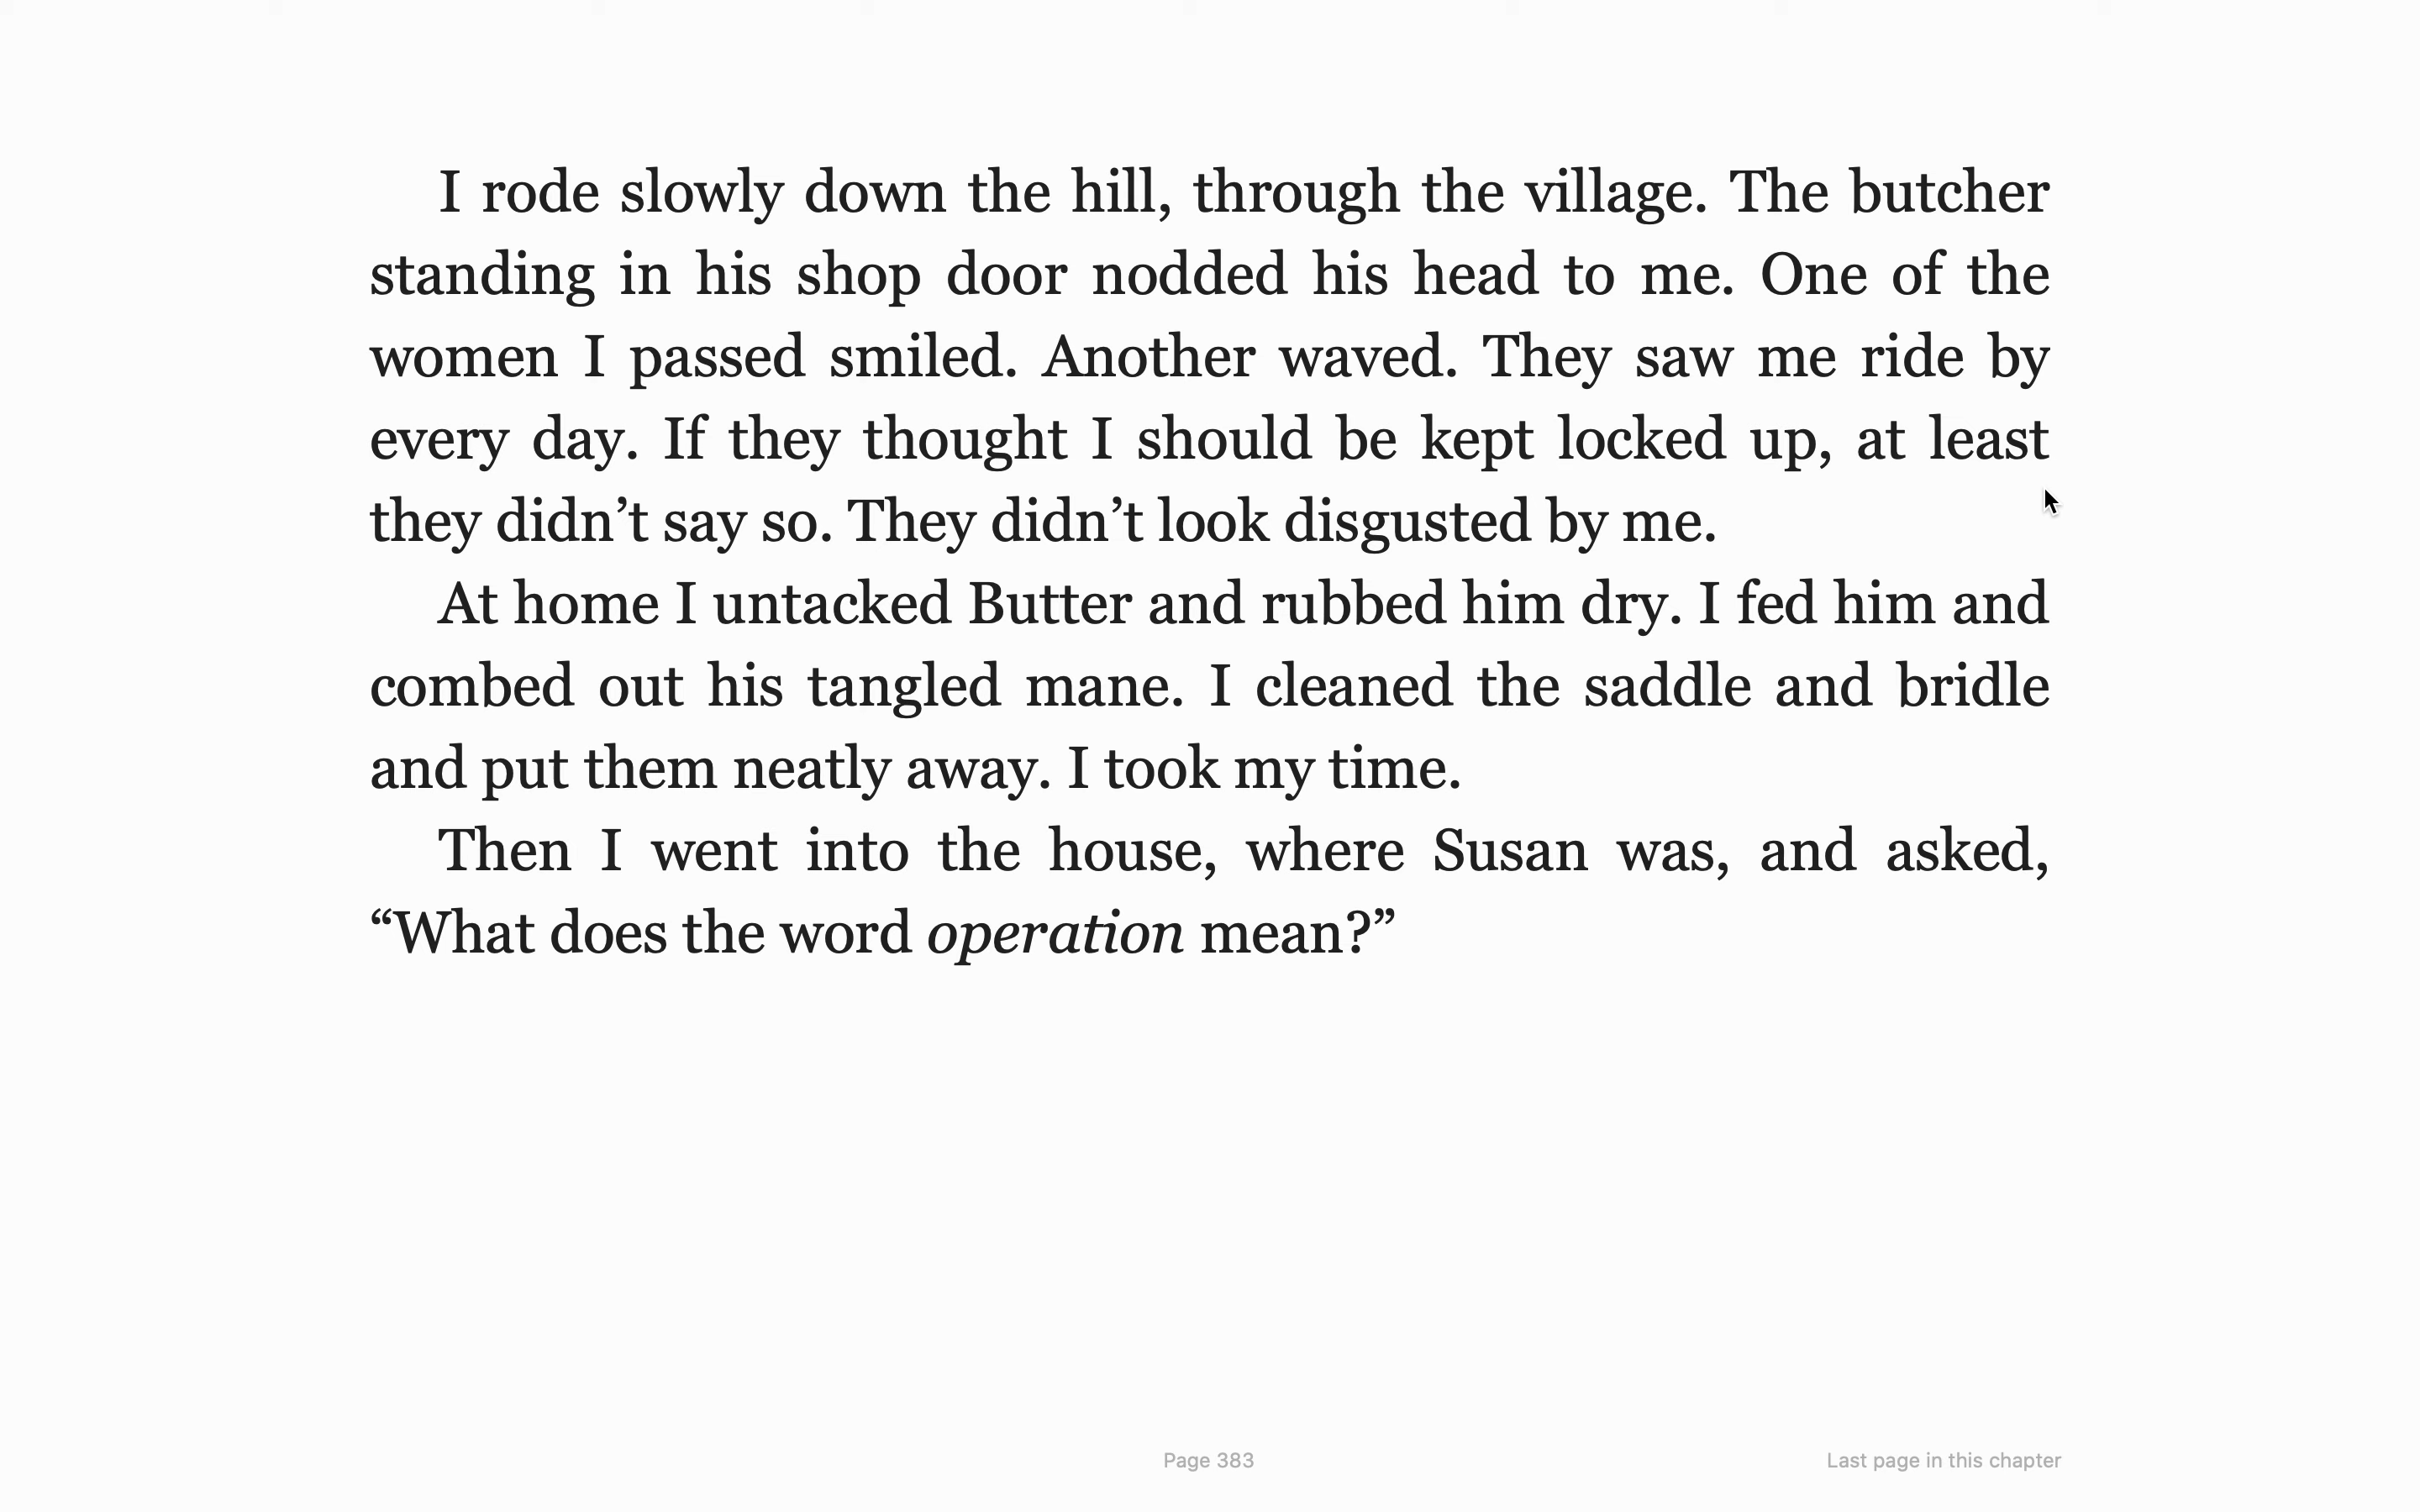 I rode slowly down the hill, through the village. The butcher
standing in his shop door nodded his head to me. One of the
women I passed smiled. Another waved. They saw me ride by
every day. If they thought I should be kept locked up, at least
they didn’t say so. They didn’t look disgusted by me.
At home I untacked Butter and rubbed him dry. I fed him and
combed out his tangled mane. I cleaned the saddle and bridle
and put them neatly away. I took my time.
Then I went into the house, where Susan was, and asked,
“What does the word operation mean?”
Page 383
Last page in this chapter